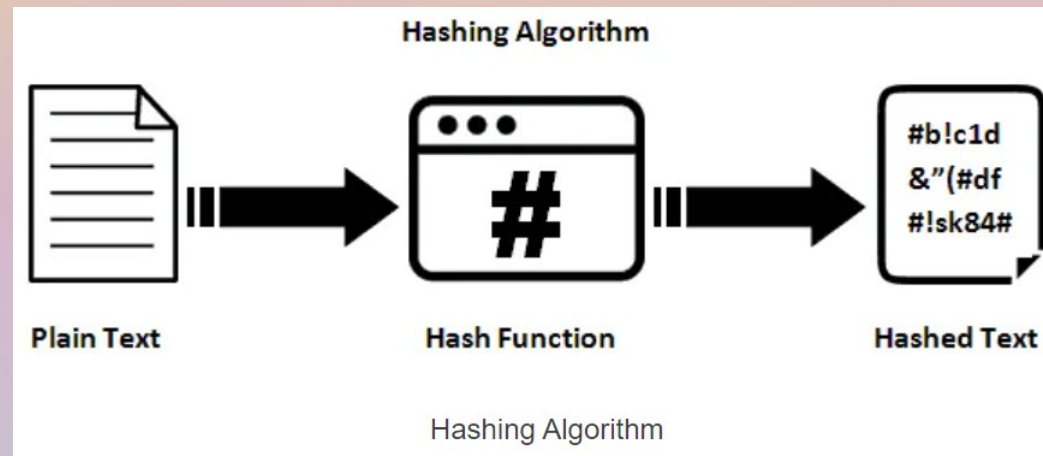 Hashing Algorithm
#
#b!c1d
&"(#df
#!sk84#
Plain Text
Hash Function
Hashed Text
Hashing Algorithm